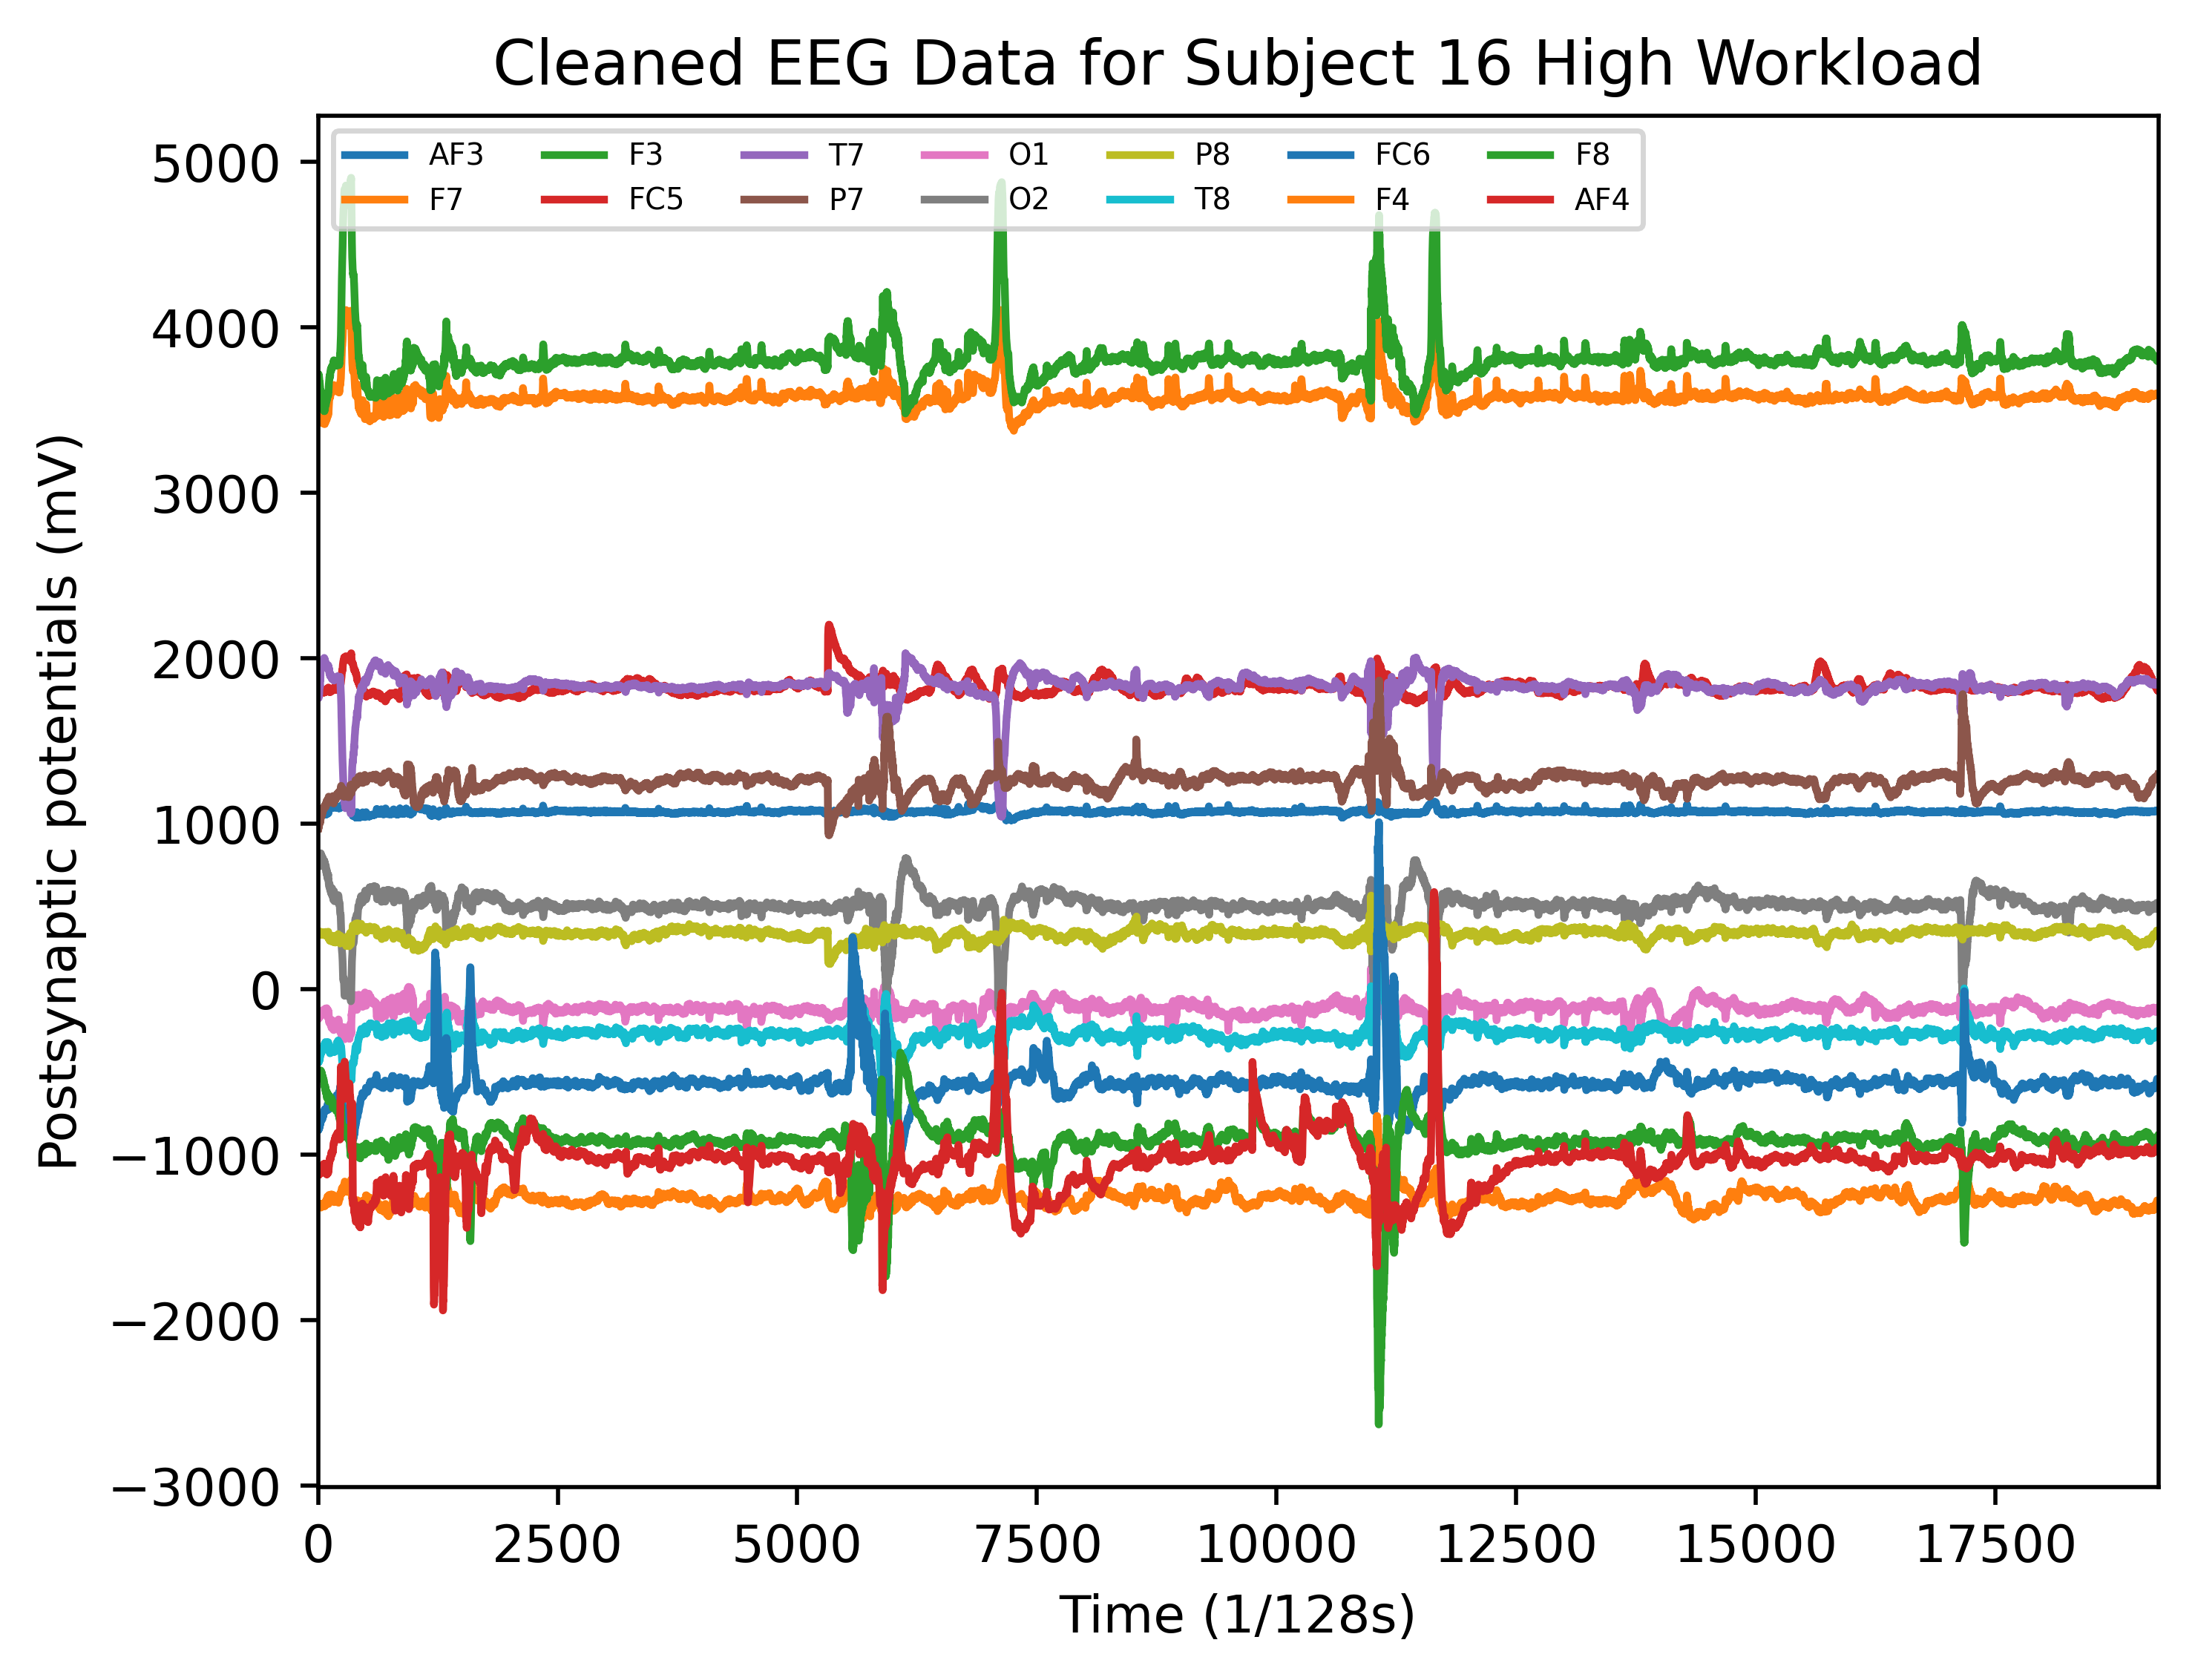 Cleaned EEG Data for Subject 16 High Workload
AF3 F3 T7 O1 P8 FC6 F8
F7 FC5 P7 O2 T8 F4 AF4
5000
4000
3000
2000
1000
0
−1000
−2000
−3000
Postsynaptic potentials (mV)
0 2500 5000 7500 10000 12500 15000 17500
Time (1/128s)